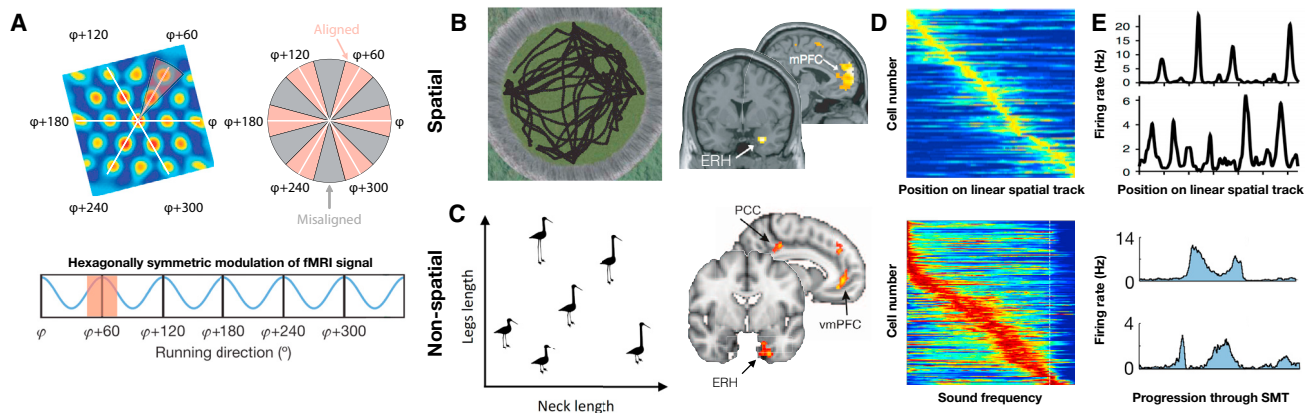 A
φ+120
φ+60
φ+180
φ
φ+240
φ+300
φ+120
Aligned
φ+60
φ+180
φ
φ+240
φ+300
Misaligned
Hexagonally symmetric modulation of fMRI signal
φ
φ+60
φ+120
φ+180
φ+240
φ+300
Running direction (º)
Spatial
Non-spatial
B
mPFC
ERH
C
Legs length
Neck length
PCC
vmPFC
ERH
D
Cell number
Position on linear spatial track
Cell number
Sound frequency
E
Firing rate (Hz)
20
15
10
5
0
6
4
2
0
Position on linear spatial track
Firing rate (Hz)
14
0
4
0
Progression through SMT